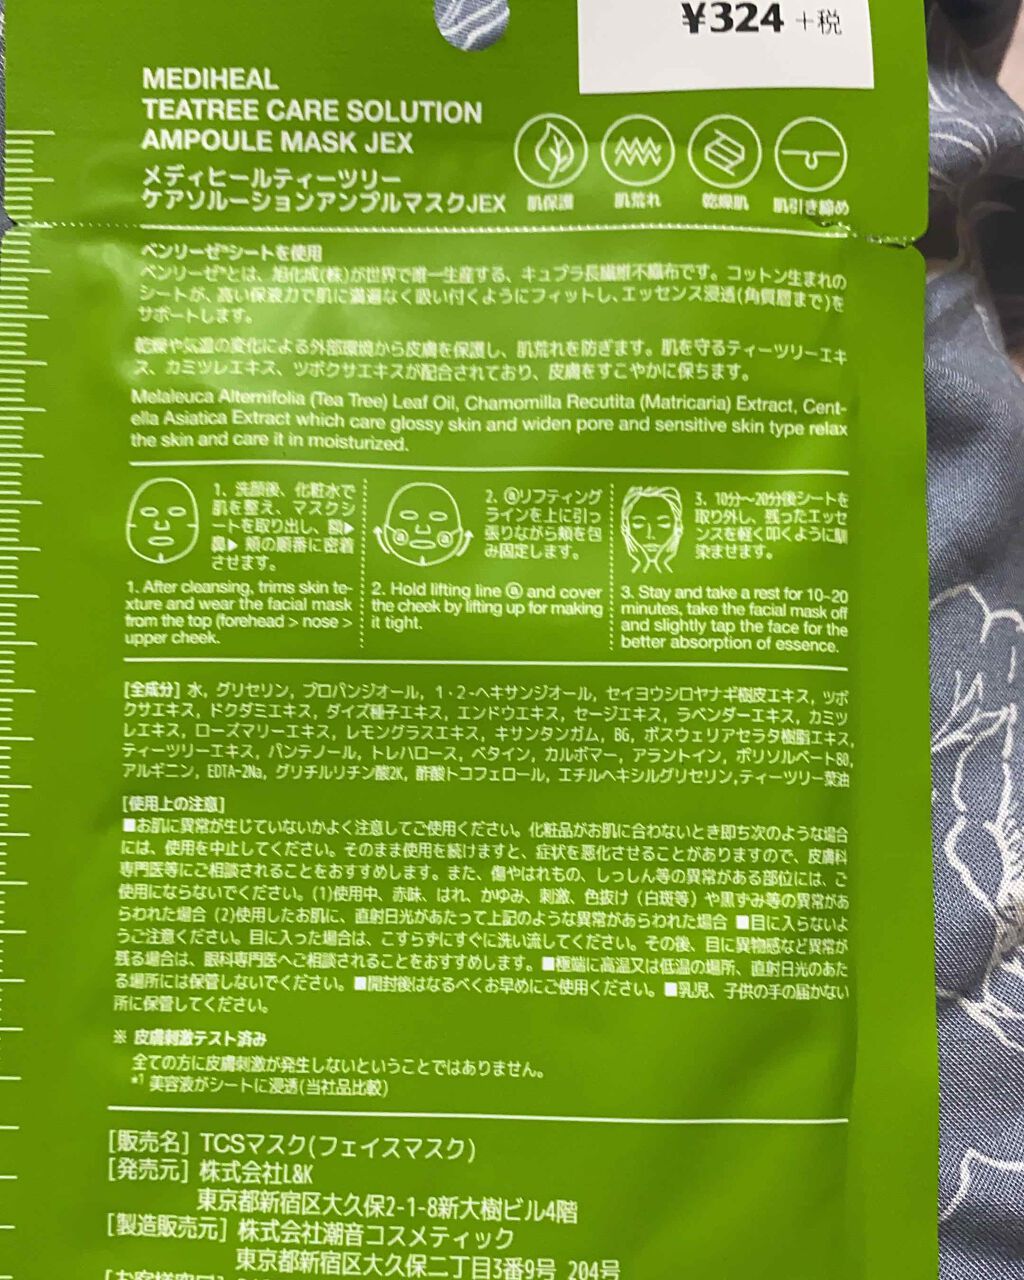 ¥324 +税
MEDIHEAL
TEATREE CARE SOLUTION
AMPOULE MASK JEX
メディヒールティーツリー
ケアソルーションアンプルマスクJEX
肌保護
肌荒れ
乾燥肌
肌引き締め
ベンリーゼ™シートを使用
ベンリーゼ™とは、旭化成(株)が世界で唯一生産する、キュプラ長繊維不織布です。コットン生まれの
シートが、高い保液力で肌に満遍なく吸い付くようにフィットし、エッセンス浸透(角質層まで)を
サポートします。
乾燥や気温の変化による外部環境から皮膚を保護し、肌荒れを防ぎます。肌を守るティーツリーエキ
ス、カミツレエキス、ツボクサエキスが配合されており、皮膚をすこやかに保ちます。
Melaleuca Alternifolia (Tea Tree) Leaf Oil, Chamomilla Recutita (Matricaria) Extract, Cent-
ella Asiatica Extract which care glossy skin and widen pore and sensitive skin type relax
the skin and care it in moisturized.
1. 洗顔後、化粧水で
肌を整え、マスクシ
ートを取り出し、額▶
鼻▶ 頬の順番に密着
させます。
1. After cleansing, trims skin te-
xture and wear the facial mask
from the top (forehead > nose >
upper cheek.
ⓐ ⓐ
2. ⓐリフティング
ラインを上に引っ
張りながら頬を包
み固定します。
2. Hold lifting line ⓐ and cover
the cheek by lifting up for making
it tight.
3. 10分～20分後シートを
取り外し、残ったエッセ
ンスを軽く叩くように馴
染ませます。
3. Stay and take a rest for 10~20
minutes, take the facial mask off
and slightly tap the face for the
better absorption of essence.
[全成分] 水, グリセリン, プロパンジオール, 1・2-ヘキサンジオール, セイヨウシロヤナギ樹皮エキス, ツボ
クサエキス, ドクダミエキス, ダイズ種子エキス, エンドウエキス, セージエキス, ラベンダーエキス, カミツ
レエキス, ローズマリーエキス, レモングラスエキス, キサンタンガム, BG, ボスウェリアセラタ樹脂エキス,
ティーツリーエキス, パンテノール, トレハロース, ベタイン, カルボマー, アラントイン, ポリソルベート80,
アルギニン, EDTA-2Na, グリチルリチン酸2K, 酢酸トコフェロール, エチルヘキシルグリセリン,ティーツリー葉油
[使用上の注意]
■お肌に異常が生じていないかよく注意してご使用ください。化粧品がお肌に合わないとき即ち次のような場合
には、使用を中止してください。そのまま使用を続けますと、症状を悪化させることがありますので、皮膚科
専門医等にご相談されることをおすすめします。また、傷やはれもの、しっしん等の異常がある部位には、ご
使用にならないでください。(1)使用中、赤味、はれ、かゆみ、刺激、色抜け（白斑等）や黒ずみ等の異常があ
らわれた場合 (2)使用したお肌に、直射日光があたって上記のような異常があらわれた場合 ■目に入らないよ
うご注意ください。目に入った場合は、こすらずにすぐに洗い流してください。その後、目に異物感など異常が
残る場合は、眼科専門医へご相談されることをおすすめします。■極端に高温又は低温の場所、直射日光のあた
る場所には保管しないでください。■開封後はなるべくお早めにご使用ください。■乳児、子供の手の届かない
所に保管してください。
※ 皮膚刺激テスト済み
全ての方に皮膚刺激が発生しないということではありません。
*1 美容液がシートに浸透(当社品比較)
[販売名] TCSマスク(フェイスマスク)
[発売元] 株式会社L&K
東京都新宿区大久保2-1-8新大樹ビル4階
[製造販売元] 株式会社潮音コスメティック
東京都新宿区大久保二丁目3番9号 204号